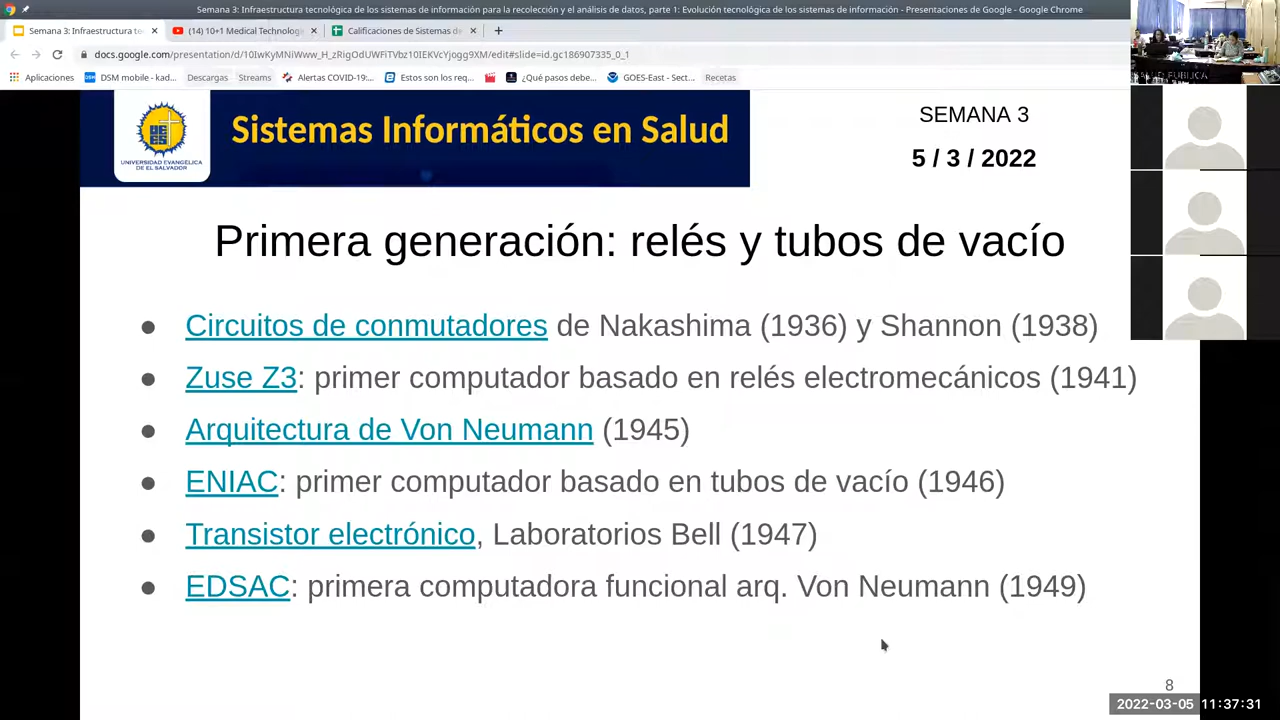 Semana 3: Infraestructura tecnológica de los sistemas de información para la recolección y el análisis de datos, parte 1: Evolución tecnológica de los sistemas de información - Presentaciones de Google - Google Chrome
Semana 3: Infraestructura te
(14) 10+1 Medical Technologi
Calificaciones de Sistemas de
docs.google.com/presentation/d/10IwKyMNiWww_H_zRigOdUWFiTVbz10IEKVcYjogo9XM/edit#slide=id.gc186907335_0_1
Aplicaciones
DSM mobile - kad...
Descargas
Streams
Alertas COVID-19:...
Estos son los req...
¿Qué pasos debe...
GOES-East - Sect...
Recetas
SALUD PUBLICA
UNIVERSIDAD EVANGÉLICA
DE EL SALVADOR
Sistemas Informáticos en Salud
SEMANA 3
5 / 3 / 2022
Primera generación: relés y tubos de vacío
● Circuitos de conmutadores de Nakashima (1936) y Shannon (1938)
● Zuse Z3: primer computador basado en relés electromecánicos (1941)
● Arquitectura de Von Neumann (1945)
● ENIAC: primer computador basado en tubos de vacío (1946)
● Transistor electrónico, Laboratorios Bell (1947)
● EDSAC: primera computadora funcional arq. Von Neumann (1949)
8
2022-03-05 11:37:31